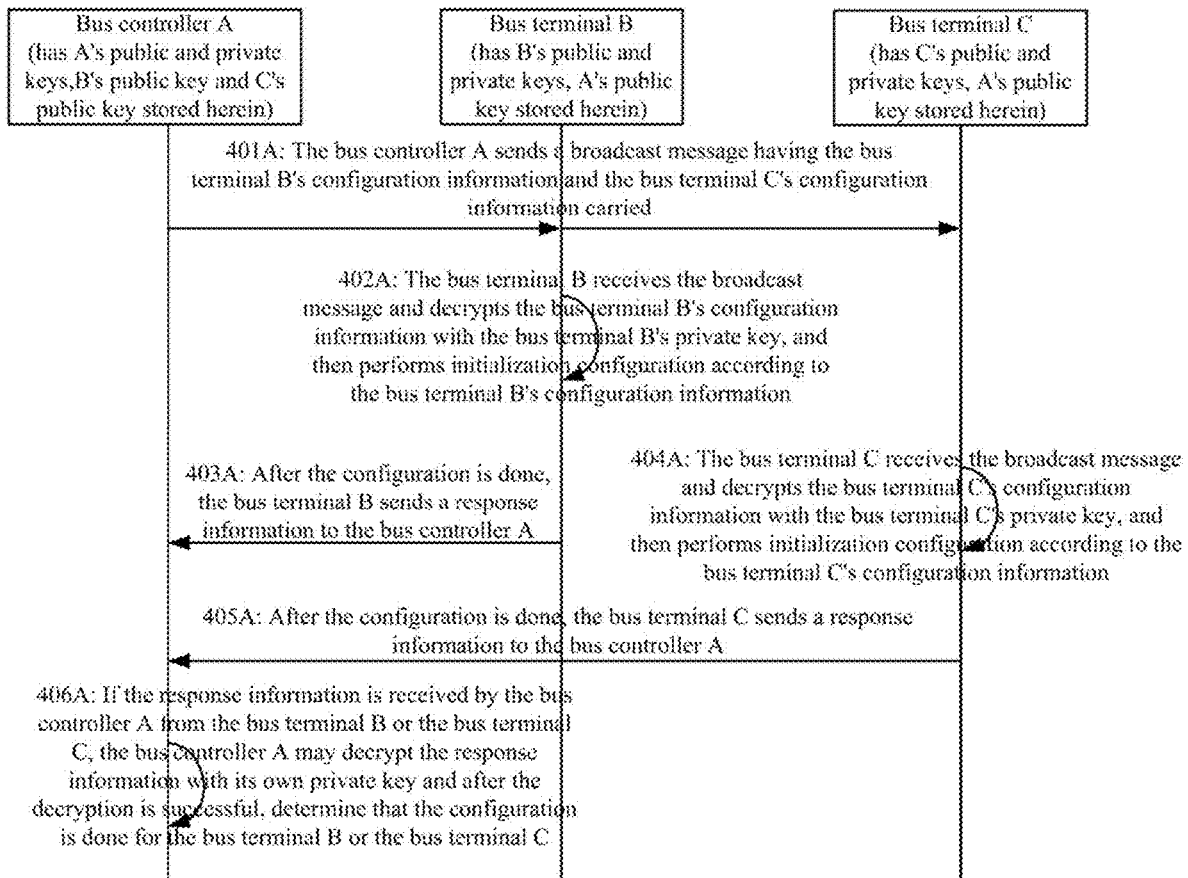 Bus controller A
(has A's public and private
keys,B's public key and C's
public key stored herein)
Bus terminal B
(has B's public and
private keys, A's public
key stored herein)
Bus terminal C
(has C's public and
private keys, A's public
key stored herein)
401A: The bus controller A sends a broadcast message having the bus
terminal B's configuration information and the bus terminal C's configuration
information carried
402A: The bus terminal B receives the broadcast
message and decrypts the bus terminal B's configuration
information with the bus terminal B's private key, and
then performs initialization configuration according to
the bus terminal B's configuration information
403A: After the configuration is done,
the bus terminal B sends a response
information to the bus controller A
404A: The bus terminal C receives the broadcast message
and decrypts the bus terminal C's configuration
information with the bus terminal C's private key, and
then performs initialization configuration according to the
bus terminal C's configuration information
405A: After the configuration is done, the bus terminal C sends a response
information to the bus controller A
406A: If the response information is received by the bus
controller A from the bus terminal B or the bus terminal
C, the bus controller A may decrypt the response
information with its own private key and after the
decryption is successful, determine that the configuration
is done for the bus terminal B or the bus terminal C